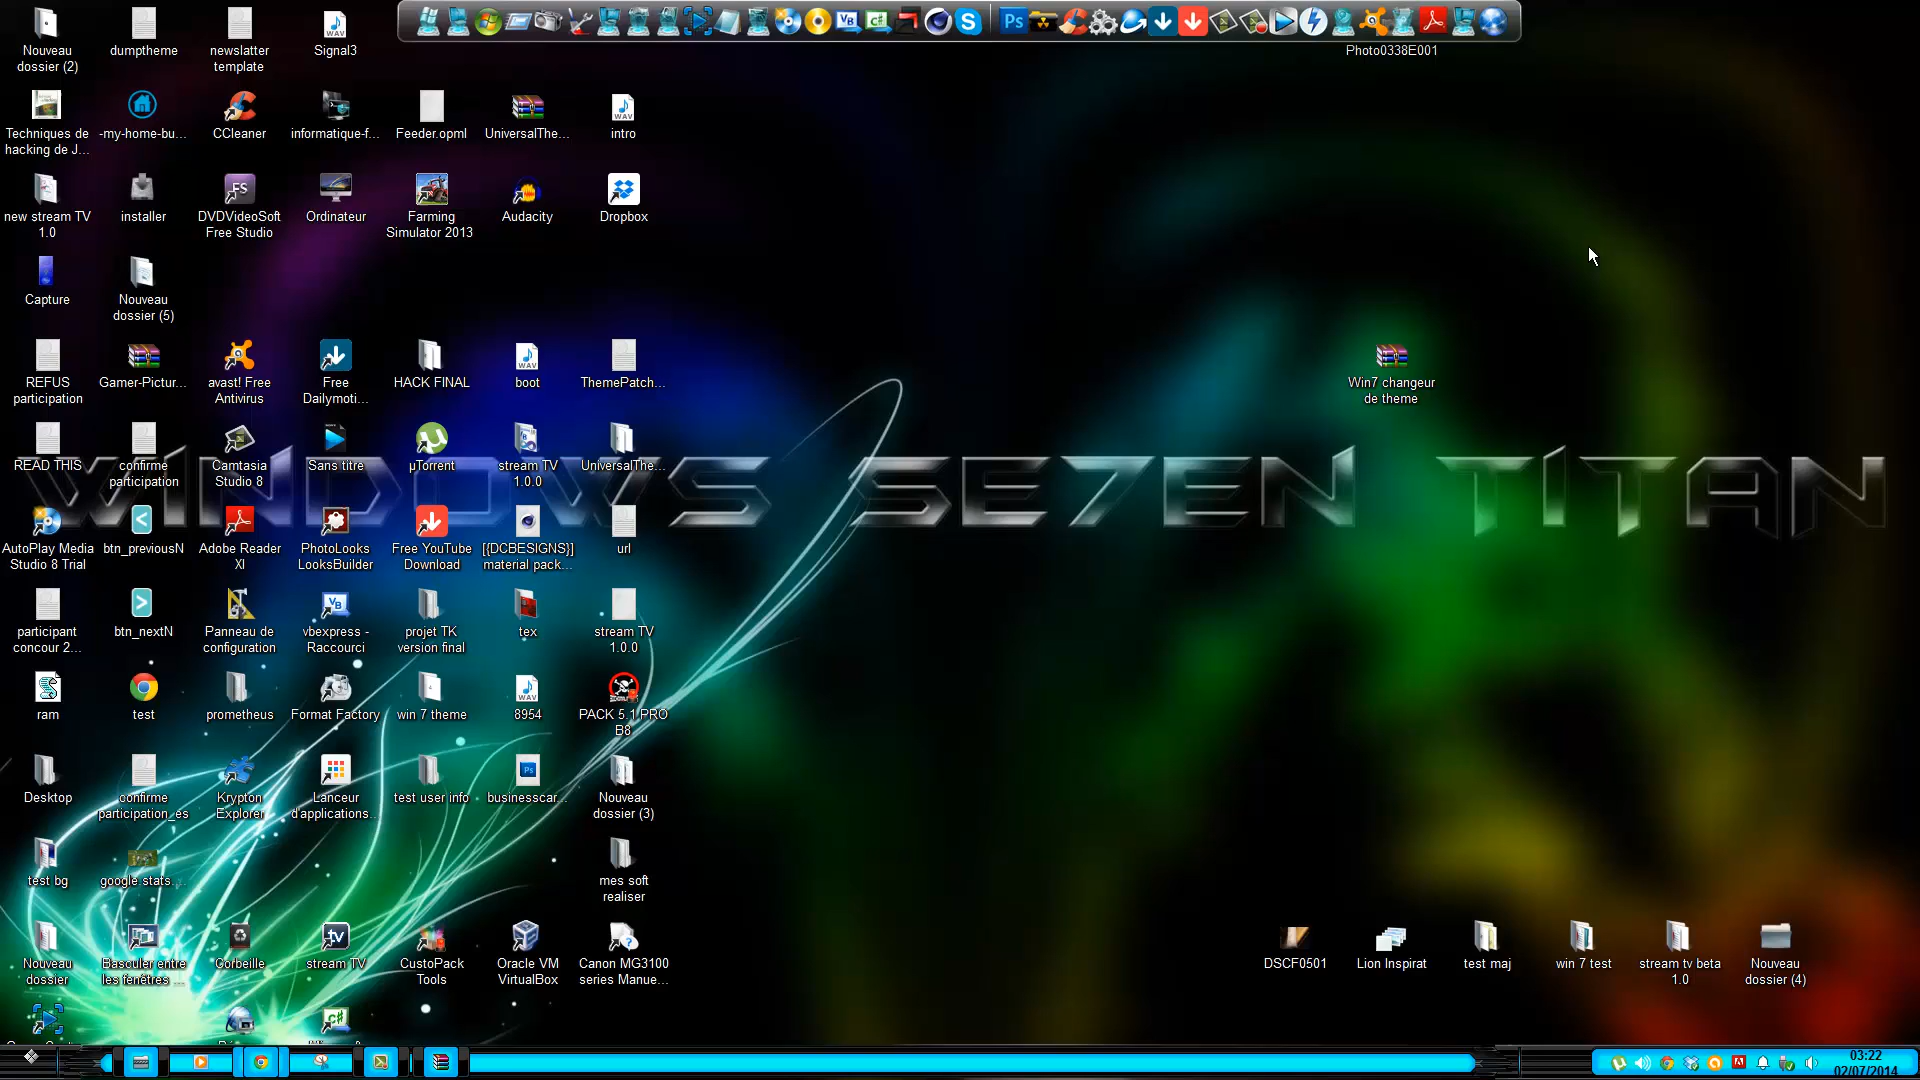 Photo0338E001
Nouveau
dossier (2)
dumptheme
newslatter
template
Signal3
Techniques de
hacking de J...
-my-home-bu...
CCleaner
informatique-f...
Feeder.opml
UniversalThe...
intro
new stream TV
1.0
installer
DVDVideoSoft
Free Studio
Ordinateur
Farming
Simulator 2013
Audacity
Dropbox
Capture
Nouveau
dossier (5)
REFUS
participation
Gamer-Pictur...
avast! Free
Antivirus
Free
Dailymoti...
HACK FINAL
boot
ThemePatch...
Win7 changeur
de theme
READ THIS
confirme
participation
Camtasia
Studio 8
Sans titre
µTorrent
stream TV
1.0.0
UniversalThe...
WINDOWS SE7EN TITAN
AutoPlay Media
Studio 8 Trial
btn_previousN
Adobe Reader
XI
PhotoLooks
LooksBuilder
Free YouTube
Download
[{DCBESIGNS}]
material pack...
url
participant
concour 2...
btn_nextN
Panneau de
configuration
vbexpress -
Raccourci
projet TK
version final
tex
stream TV
1.0.0
ram
test
prometheus
Format Factory
win 7 theme
8954
PACK 5.1 PRO
B8
Desktop
confirme
participation_es
Krypton
Explorer
Lanceur
d'applications...
test user info
businesscar...
Nouveau
dossier (3)
test bg
google stats...
mes soft
realiser
Nouveau
dossier
Basculer entre
les fenêtres ...
Corbeille
stream TV
CustoPack
Tools
Oracle VM
VirtualBox
Canon MG3100
series Manue...
DSCF0501
Lion Inspirat
test maj
win 7 test
stream tv beta
1.0
Nouveau
dossier (4)
03:22
02/07/2014